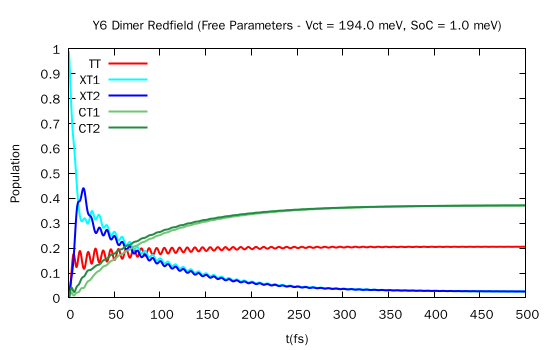 Y6 Dimer Redfield (Free Parameters - Vct = 194.0 meV, SoC = 1.0 meV)
1
0.9
0.8
0.7
0.6
0.5
0.4
0.3
0.2
0.1
0
Population
TT
XT1
XT2
CT1
CT2
0 50 100 150 200 250 300 350 400 450 500
t(fs)